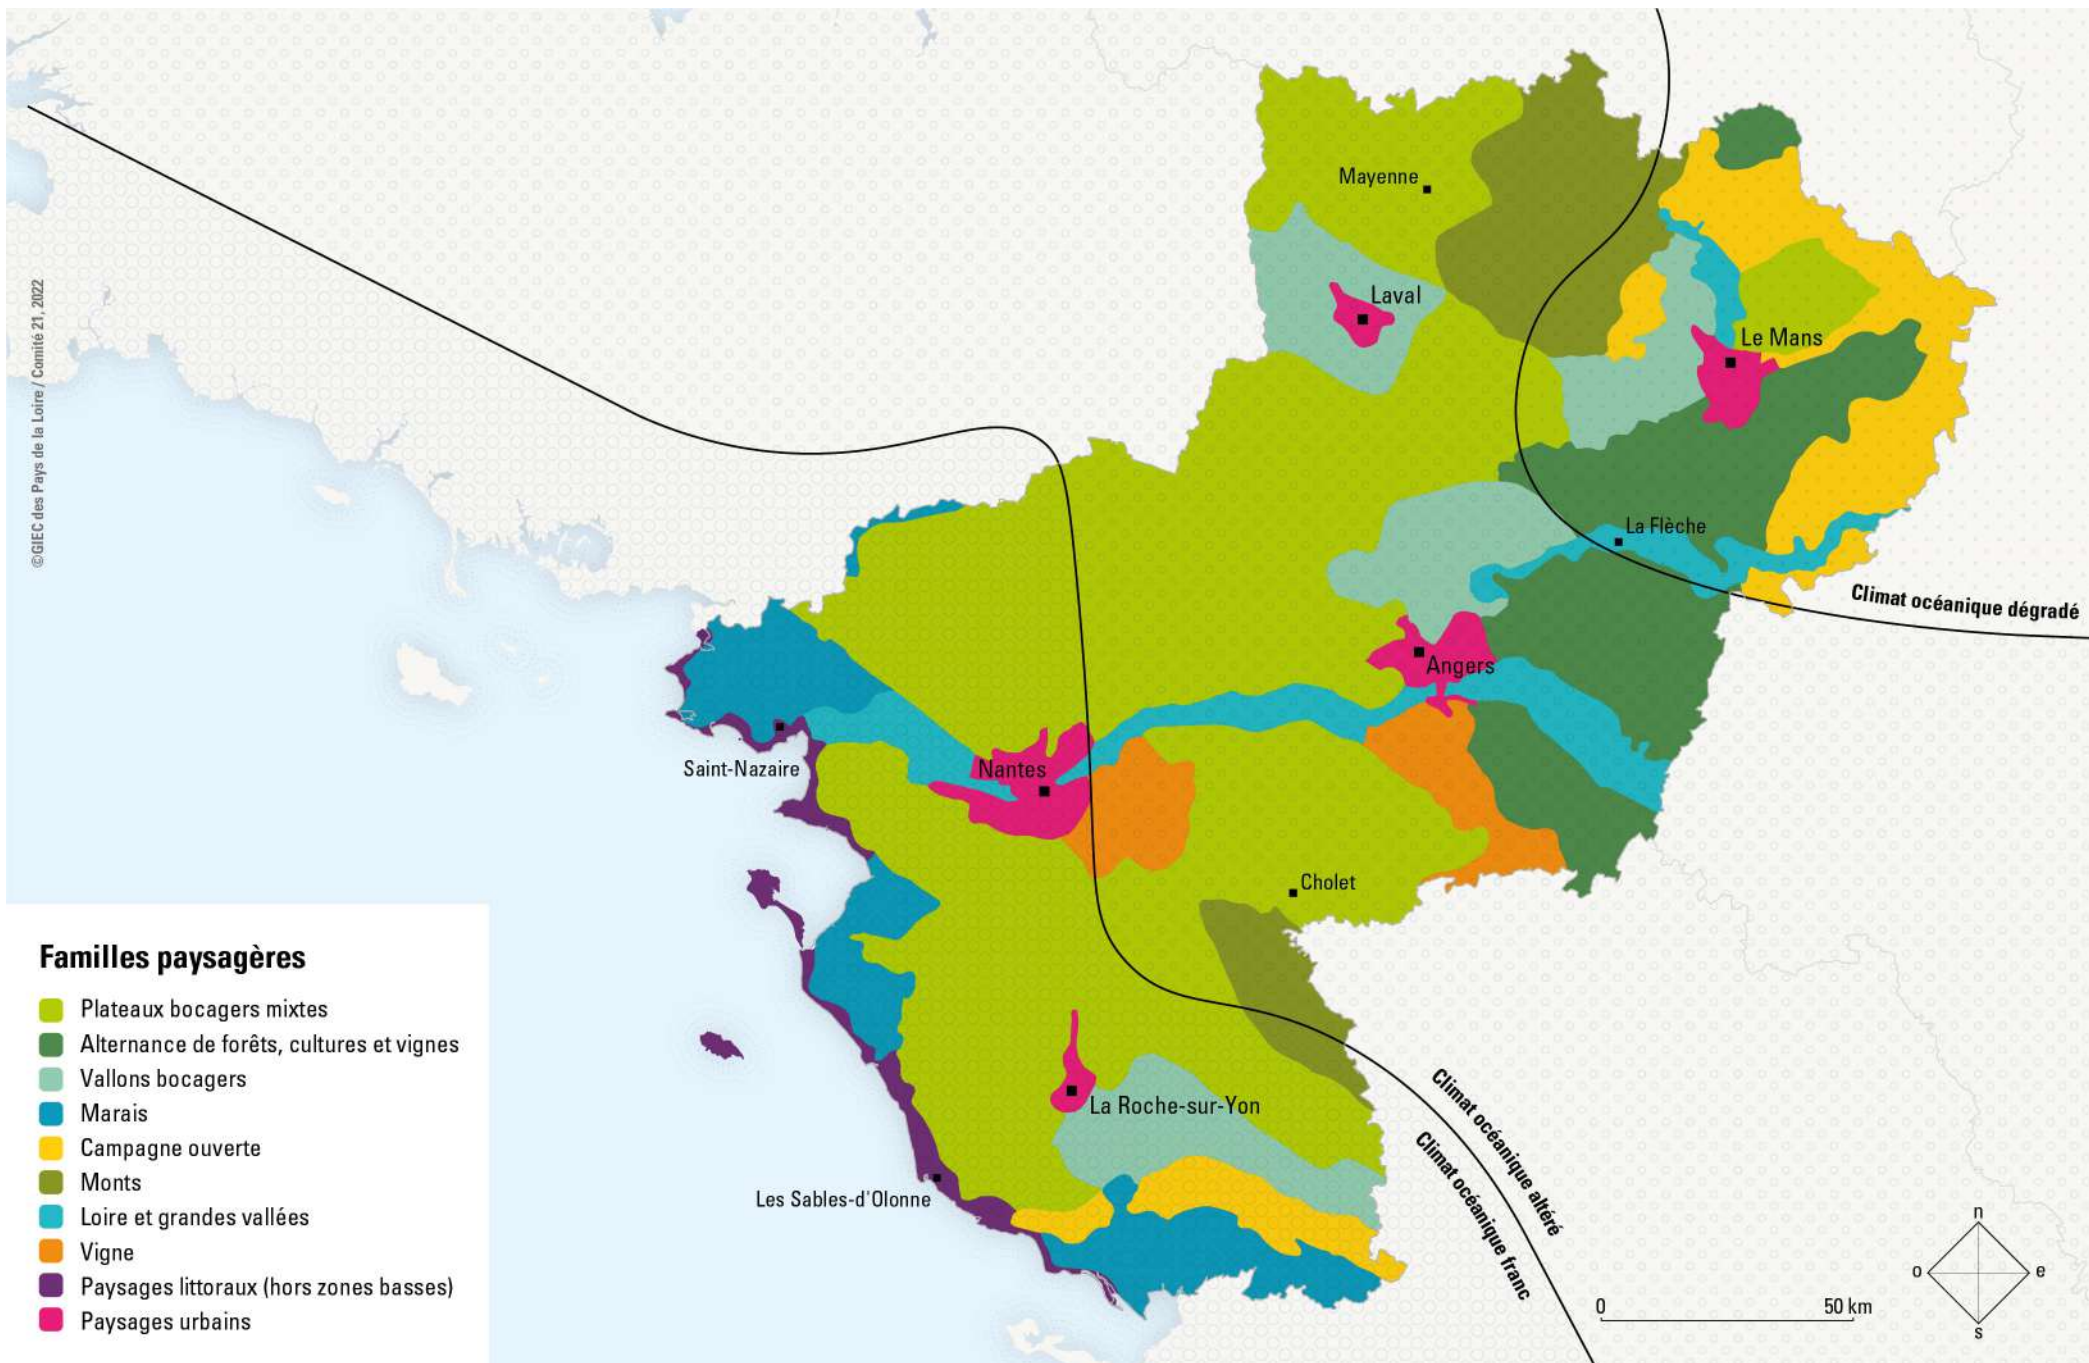 ©GIEC des Pays de la Loire / Comité 21, 2022
Mayenne
Laval
Le Mans
La Flèche
Climat océanique dégradé
Angers
Saint-Nazaire
Nantes
Cholet
La Roche-sur-Yon
Les Sables-d'Olonne
Climat océanique altéré
Climat océanique franc
Familles paysagères
Plateaux bocagers mixtes
Alternance de forêts, cultures et vignes
Vallons bocagers
Marais
Campagne ouverte
Monts
Loire et grandes vallées
Vigne
Paysages littoraux (hors zones basses)
Paysages urbains
0 50 km
n
o e
s